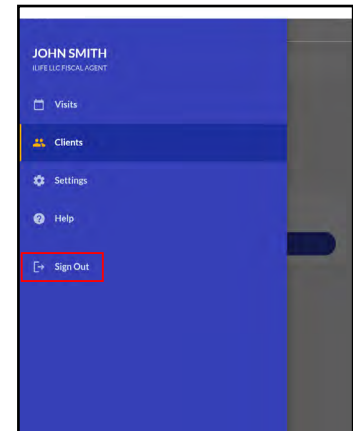 JOHN SMITH
ILIFE LLC FISCAL AGENT
Visits
Clients
Settings
Help
Sign Out